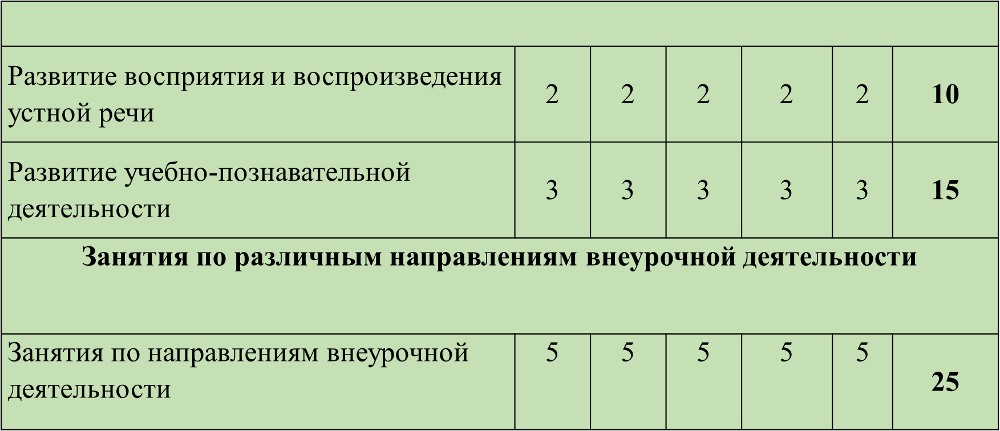 Развитие восприятия и воспроизведения
устной речи
2 2 2 2 2 10
Развитие учебно-познавательной
деятельности
3 3 3 3 3 15
Занятия по различным направлениям внеурочной деятельности
Занятия по направлениям внеурочной
деятельности
5 5 5 5 5 25